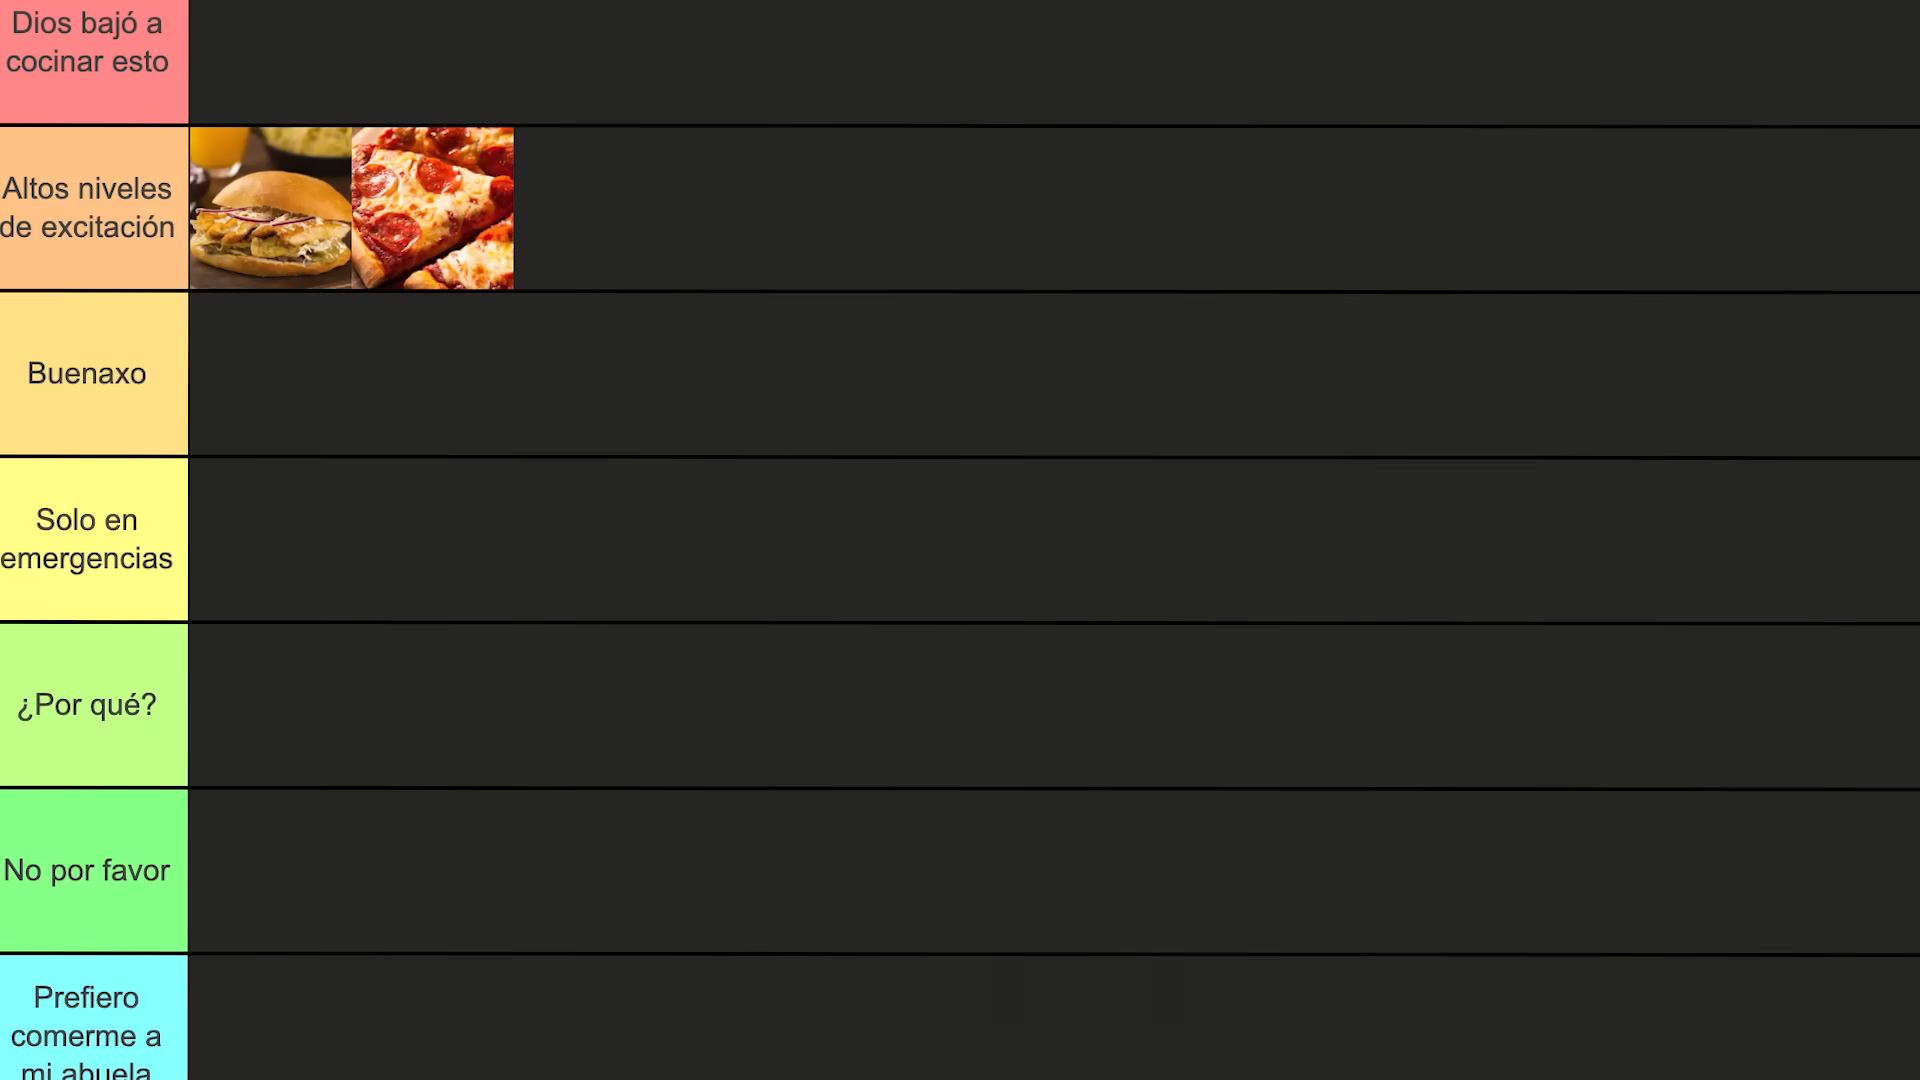 Dios bajó a
cocinar esto
Altos niveles
de excitación
Buenaxo
Solo en
emergencias
¿Por qué?
No por favor
Prefiero
comerme a
mi abuela